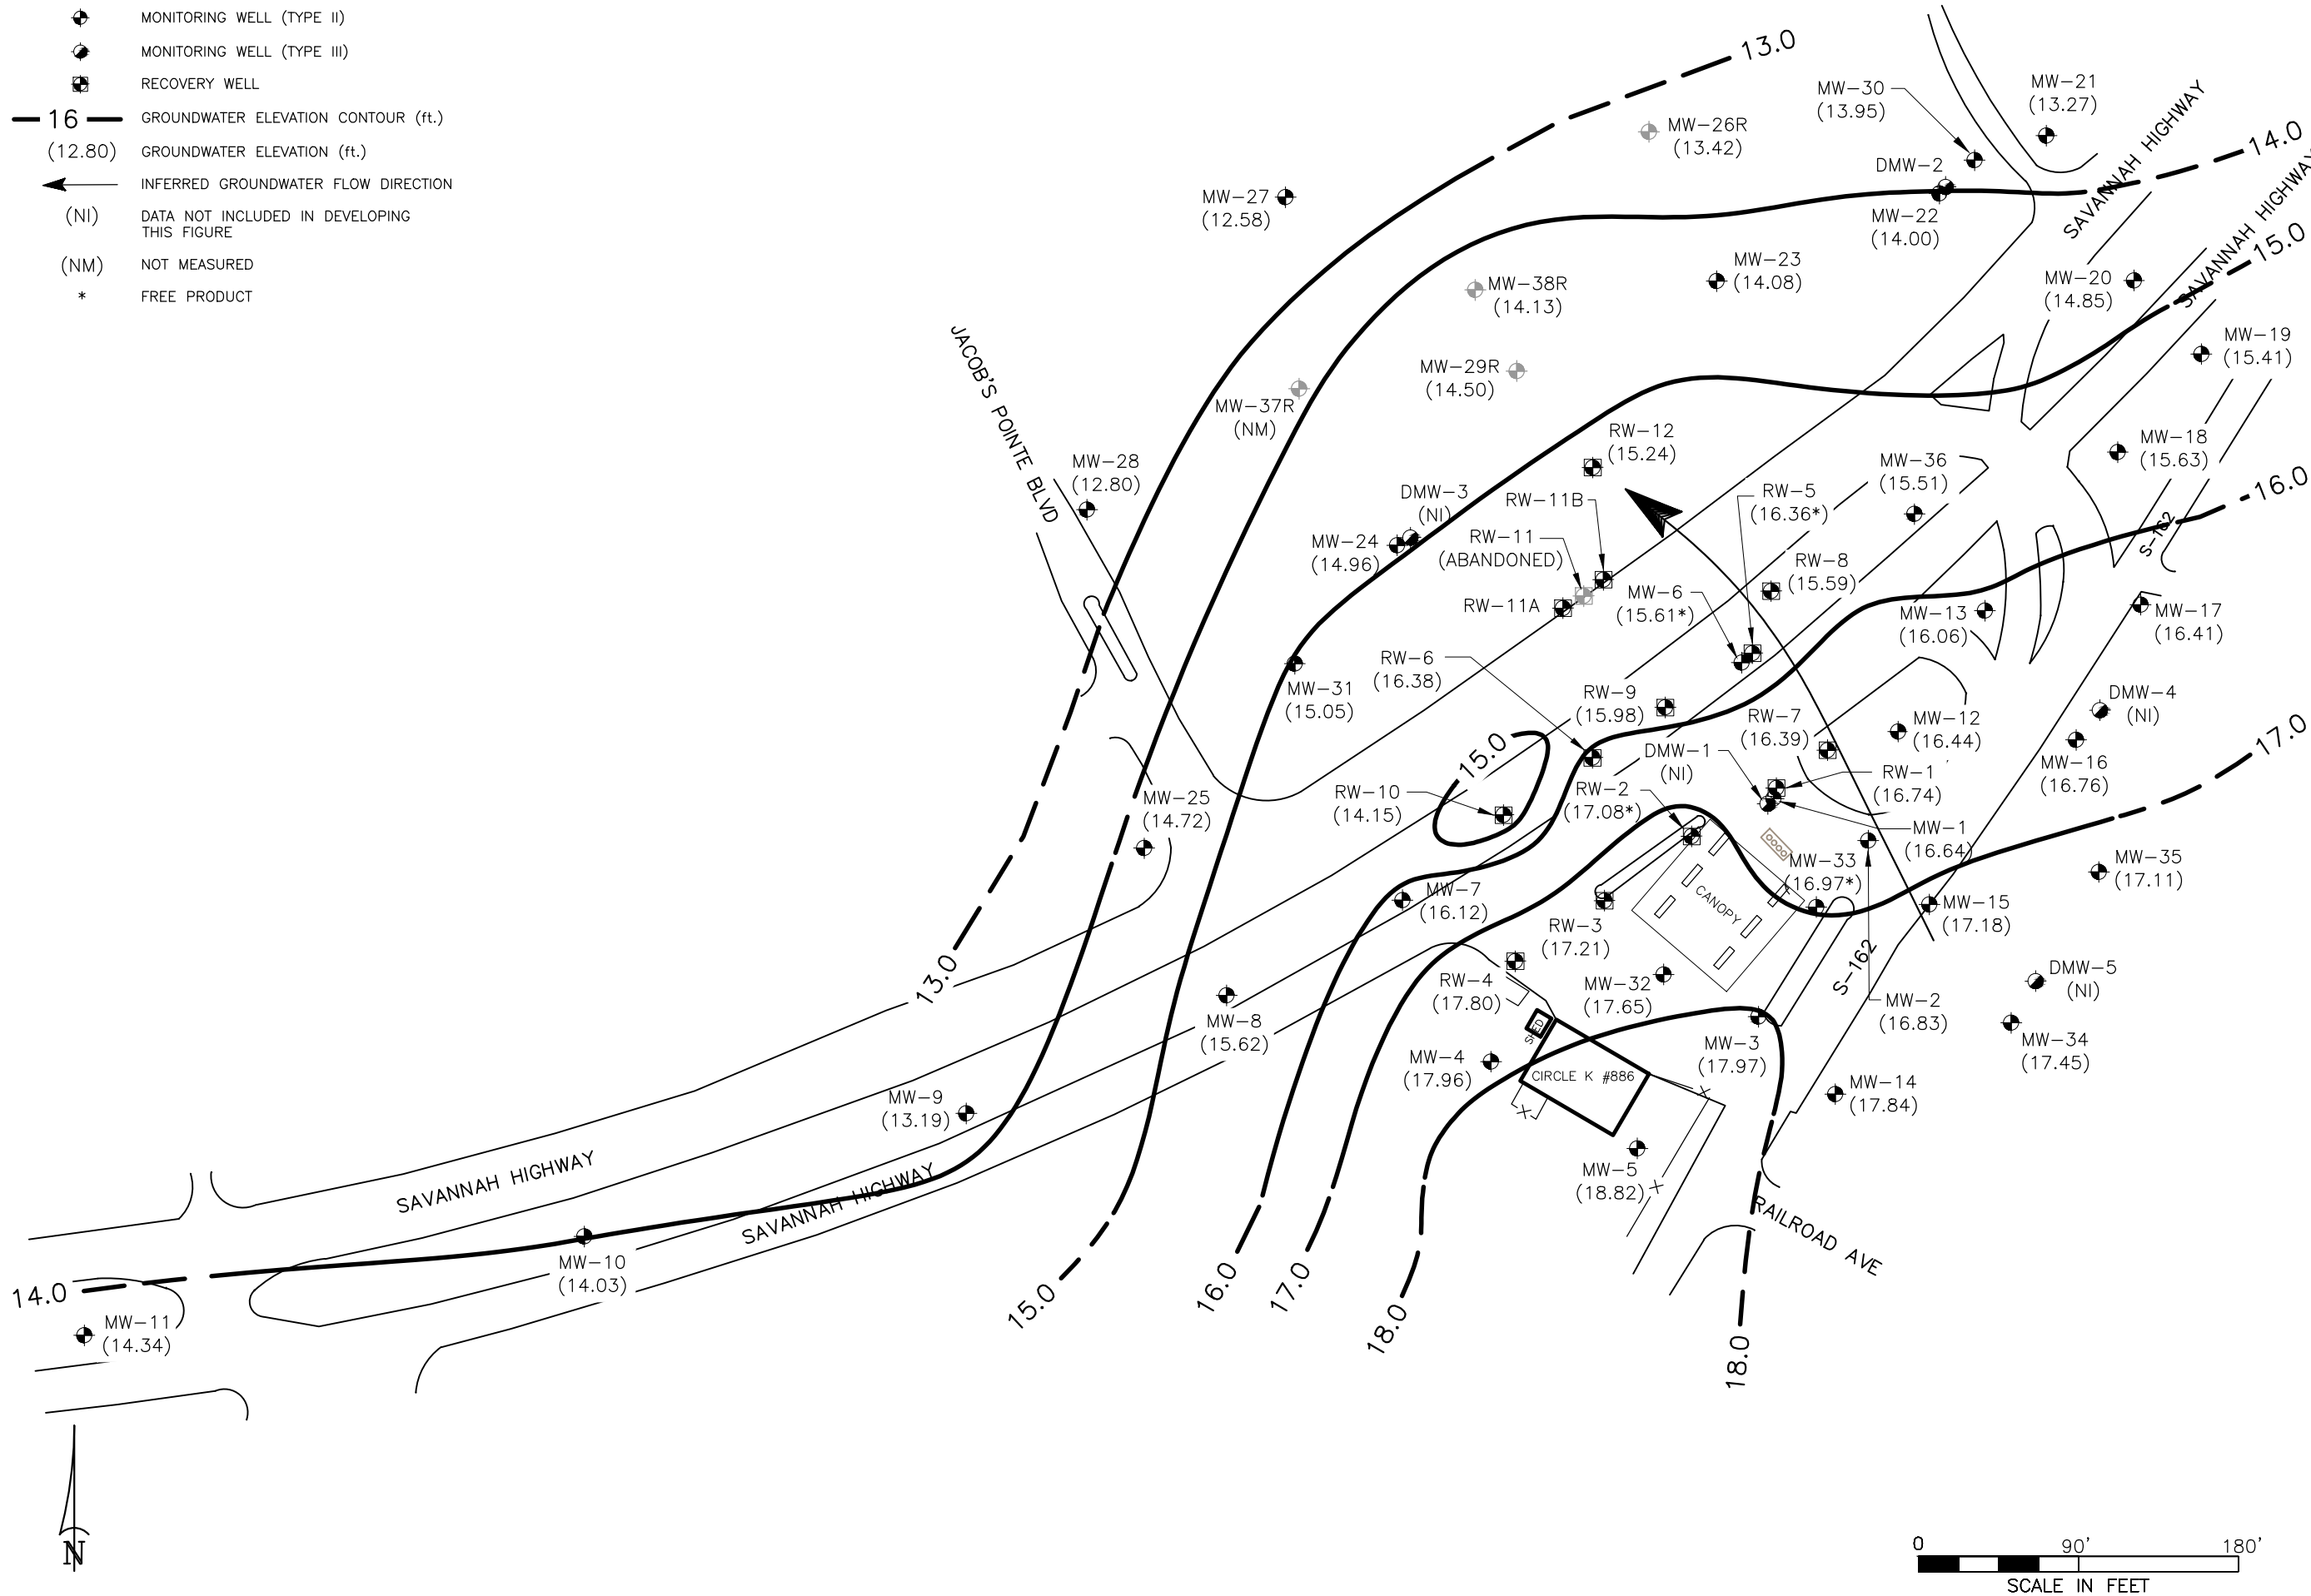 MONITORING WELL (TYPE II)
MONITORING WELL (TYPE III)
RECOVERY WELL
16
GROUNDWATER ELEVATION CONTOUR (ft.)
(12.80)
GROUNDWATER ELEVATION (ft.)
INFERRED GROUNDWATER FLOW DIRECTION
(NI)
DATA NOT INCLUDED IN DEVELOPING
THIS FIGURE
(NM)
NOT MEASURED
*
FREE PRODUCT
13.0
MW-30
(13.95)
MW-21
(13.27)
SAVANNAH HIGHWAY
14.0
MW-26R
(13.42)
DMW-2
MW-22
(14.00)
SAVANNAH HIGHWAY
15.0
MW-27
(12.58)
MW-23
(14.08)
MW-20
(14.85)
MW-38R
(14.13)
MW-19
(15.41)
MW-29R
(14.50)
MW-37R
(NM)
JACOB'S POINTE BLVD
MW-28
(12.80)
RW-12
(15.24)
MW-18
(15.63)
MW-36
(15.51)
16.0
DMW-3
(NI)
RW-11B
RW-5
(16.36*)
MW-24
(14.96)
RW-11
(ABANDONED)
S-162
RW-8
(15.59)
RW-11A
MW-6
(15.61*)
MW-13
(16.06)
MW-17
(16.41)
RW-6
(16.38)
MW-31
(15.05)
RW-9
(15.98)
DMW-4
(NI)
RW-7
(16.39)
MW-12
(16.44)
17.0
15.0
DMW-1
(NI)
MW-16
(16.76)
RW-1
(16.74)
RW-10
(14.15)
RW-2
(17.08*)
MW-25
(14.72)
MW-1
(16.64)
MW-33
(16.97*)
MW-35
(17.11)
MW-7
(16.12)
CANOPY
MW-15
(17.18)
RW-3
(17.21)
13.0
S-162
DMW-5
(NI)
RW-4
(17.80)
MW-32
(17.65)
MW-2
(16.83)
MW-8
(15.62)
SHED
MW-3
(17.97)
MW-34
(17.45)
MW-4
(17.96)
CIRCLE K #886
MW-9
(13.19)
X
X
MW-14
(17.84)
MW-5
(18.82)
X
SAVANNAH HIGHWAY
SAVANNAH HIGHWAY
RAILROAD AVE
MW-10
(14.03)
14.0
15.0
16.0
17.0
18.0
18.0
MW-11
(14.34)
N
0
90'
180'
SCALE IN FEET